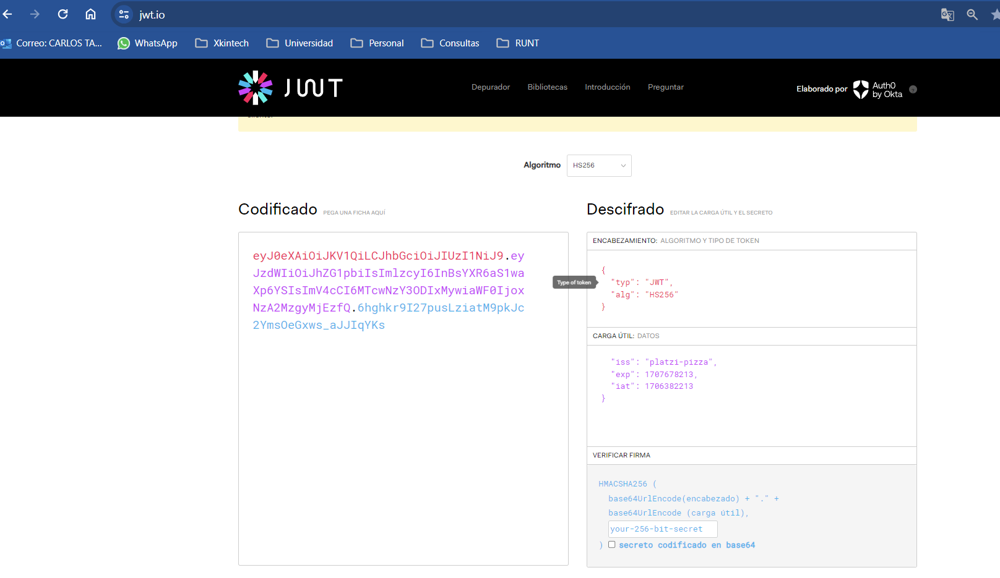 jwt.io
Correo: CARLOS TA...
WhatsApp
Xkintech
Universidad
Personal
Consultas
RUNT
JWT
Depurador
Bibliotecas
Introducción
Preguntar
Elaborado por
Auth0
by Okta
Algoritmo
HS256
Codificado PEGA UNA FICHA AQUÍ
eyJ0eXAiOiJKV1QiLCJhbGciOiJIUzI1NiJ9.ey
JzdWIiOiJhZG1pbiIsImlzcyI6InBsYXR6aS1wa
Xp6YSIsImV4cCI6MTcwNzY3ODIxMywiaWF0Ijox
NzA2MzgyMjEzfQ.6hghkr9I27pusLziatM9pkJc
2YmsOeGxws_aJJIqYKs
Descifrado EDITAR LA CARGA ÚTIL Y EL SECRETO
ENCABEZAMIENTO: ALGORITMO Y TIPO DE TOKEN
{
Type of token
"typ": "JWT",
"alg": "HS256"
}
CARGA ÚTIL: DATOS
"iss": "platzi-pizza",
"exp": 1707678213,
"iat": 1706382213
}
VERIFICAR FIRMA
HMACSHA256 (
base64UrlEncode(encabezado) + "." +
base64UrlEncode (carga útil),
your-256-bit-secret
) secreto codificado en base64